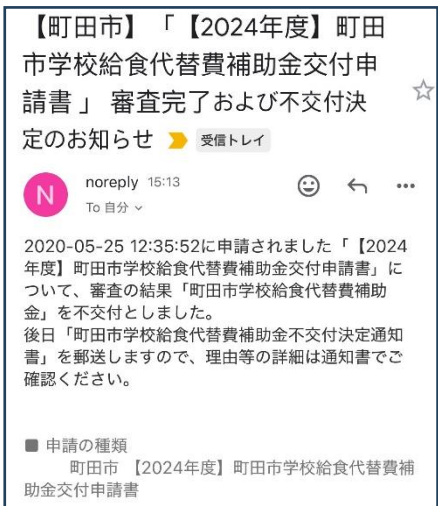 【町田市】「【2024年度】町田
市学校給食代替費補助金交付申
請書 」 審査完了および不交付決
定のお知らせ 受信トレイ
N
noreply 15:13
To 自分
2020-05-25 12:35:52に申請されました「【2024
年度】町田市学校給食代替費補助金交付申請書」に
ついて、審査の結果「町田市学校給食代替費補助
金」を不交付としました。
後日「町田市学校給食代替費補助金不交付決定通知
書」を郵送しますので、理由等の詳細は通知書でご
確認ください。
■ 申請の種類
町田市 【2024年度】町田市学校給食代替費補
助金交付申請書